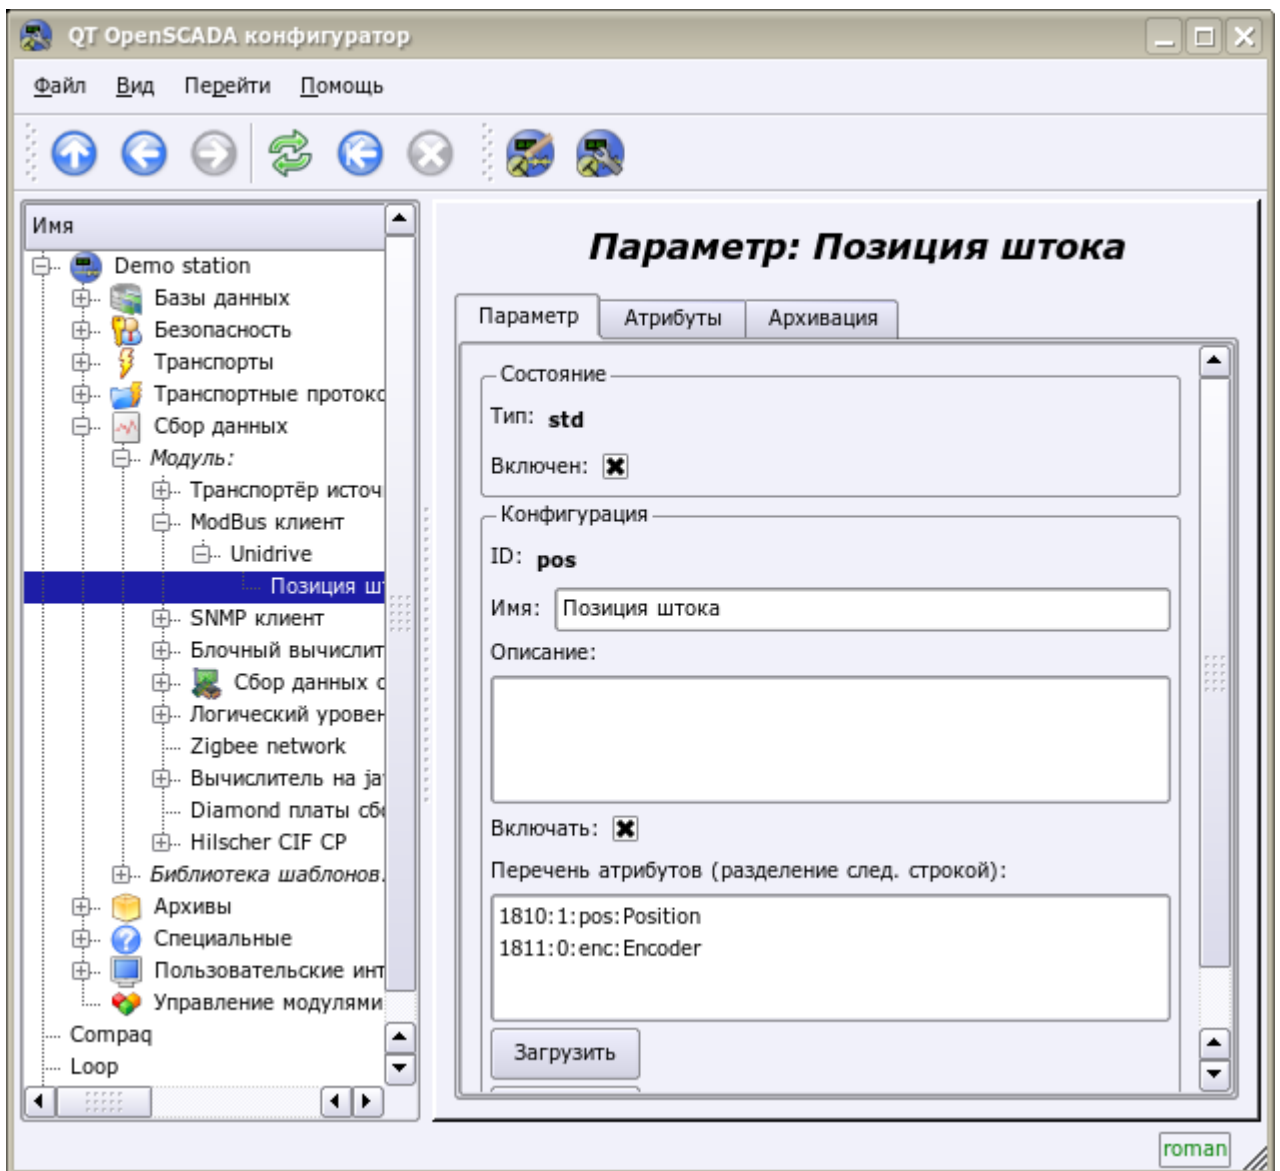 QT OpenSCADA конфигуратор
Файл Вид Перейти Помощь
Имя
Demo station
Базы данных
Безопасность
Транспорты
Транспортные протокс
Сбор данных
Модуль:
Транспортёр источ
ModBus клиент
Unidrive
Позиция шт
SNMP клиент
Блочный вычислит
Сбор данных с
Логический уровен
Zigbee network
Вычислитель на ja
Diamond платы сбо
Hilscher CIF CP
Библиотека шаблонов.
Архивы
Специальные
Пользовательские инт
Управление модулями
Compaq
Loop
Параметр: Позиция штока
Параметр Атрибуты Архивация
Состояние
Тип: std
Включен:
Конфигурация
ID: pos
Имя: Позиция штока
Описание:
Включать:
Перечень атрибутов (разделение след. строкой):
1810:1:pos:Position
1811:0:enc:Encoder
Загрузить
roman